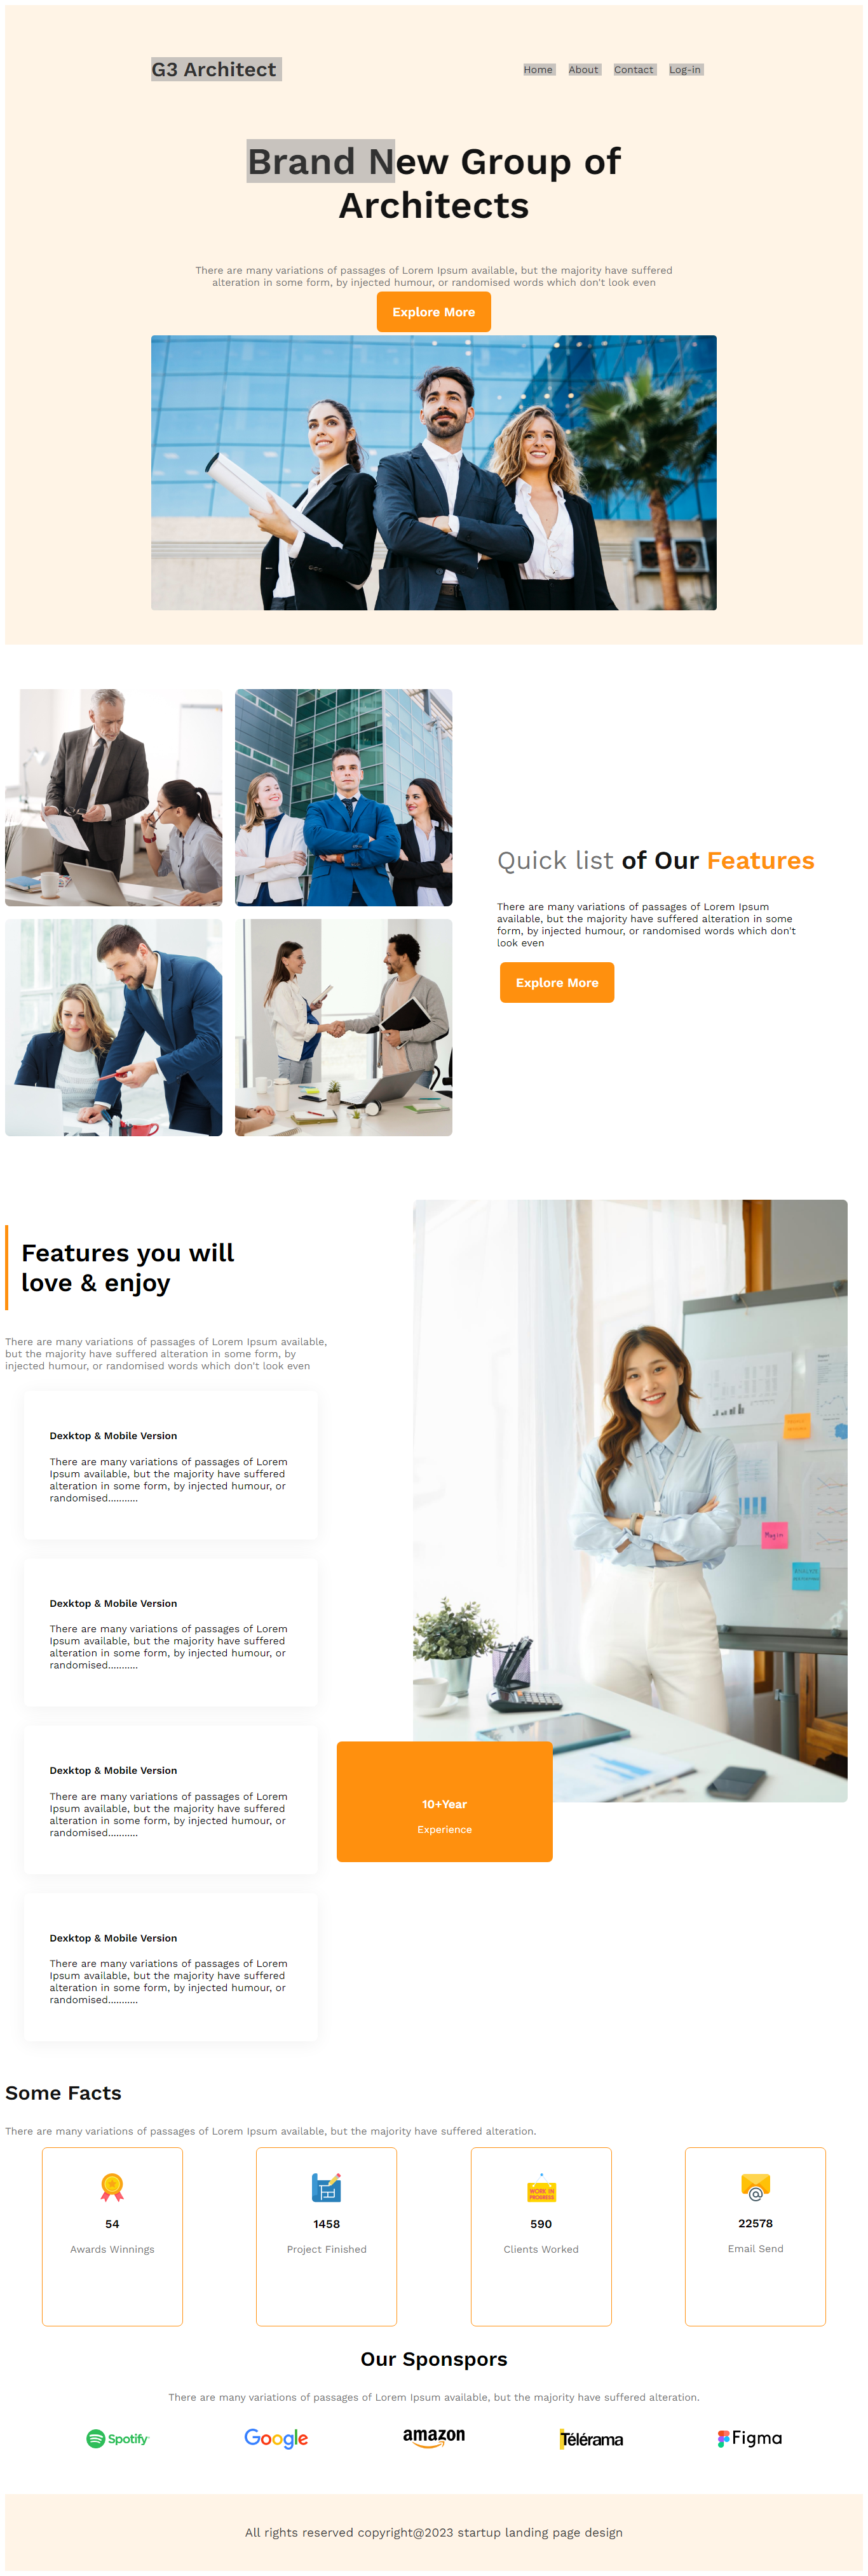 G3 Architect
Home About Contact Log-in
Brand New Group of
Architects
There are many variations of passages of Lorem Ipsum available, but the majority have suffered
alteration in some form, by injected humour, or randomised words which don't look even
Explore More
Quick list of Our Features
There are many variations of passages of Lorem Ipsum
available, but the majority have suffered alteration in some
form, by injected humour, or randomised words which don't
look even
Explore More
Features you will
love & enjoy
There are many variations of passages of Lorem Ipsum available,
but the majority have suffered alteration in some form, by
injected humour, or randomised words which don't look even
Dexktop & Mobile Version
There are many variations of passages of Lorem
Ipsum available, but the majority have suffered
alteration in some form, by injected humour, or
randomised...........
Dexktop & Mobile Version
There are many variations of passages of Lorem
Ipsum available, but the majority have suffered
alteration in some form, by injected humour, or
randomised...........
Dexktop & Mobile Version
There are many variations of passages of Lorem
Ipsum available, but the majority have suffered
alteration in some form, by injected humour, or
randomised...........
Dexktop & Mobile Version
There are many variations of passages of Lorem
Ipsum available, but the majority have suffered
alteration in some form, by injected humour, or
randomised...........
10+Year
Experience
Some Facts
There are many variations of passages of Lorem Ipsum available, but the majority have suffered alteration.
54
Awards Winnings
1458
Project Finished
WORK IN
PROGRESS
590
Clients Worked
22578
Email Send
Our Sponspors
There are many variations of passages of Lorem Ipsum available, but the majority have suffered alteration.
Spotify Google amazon Télérama Figma
All rights reserved copyright@2023 startup landing page design